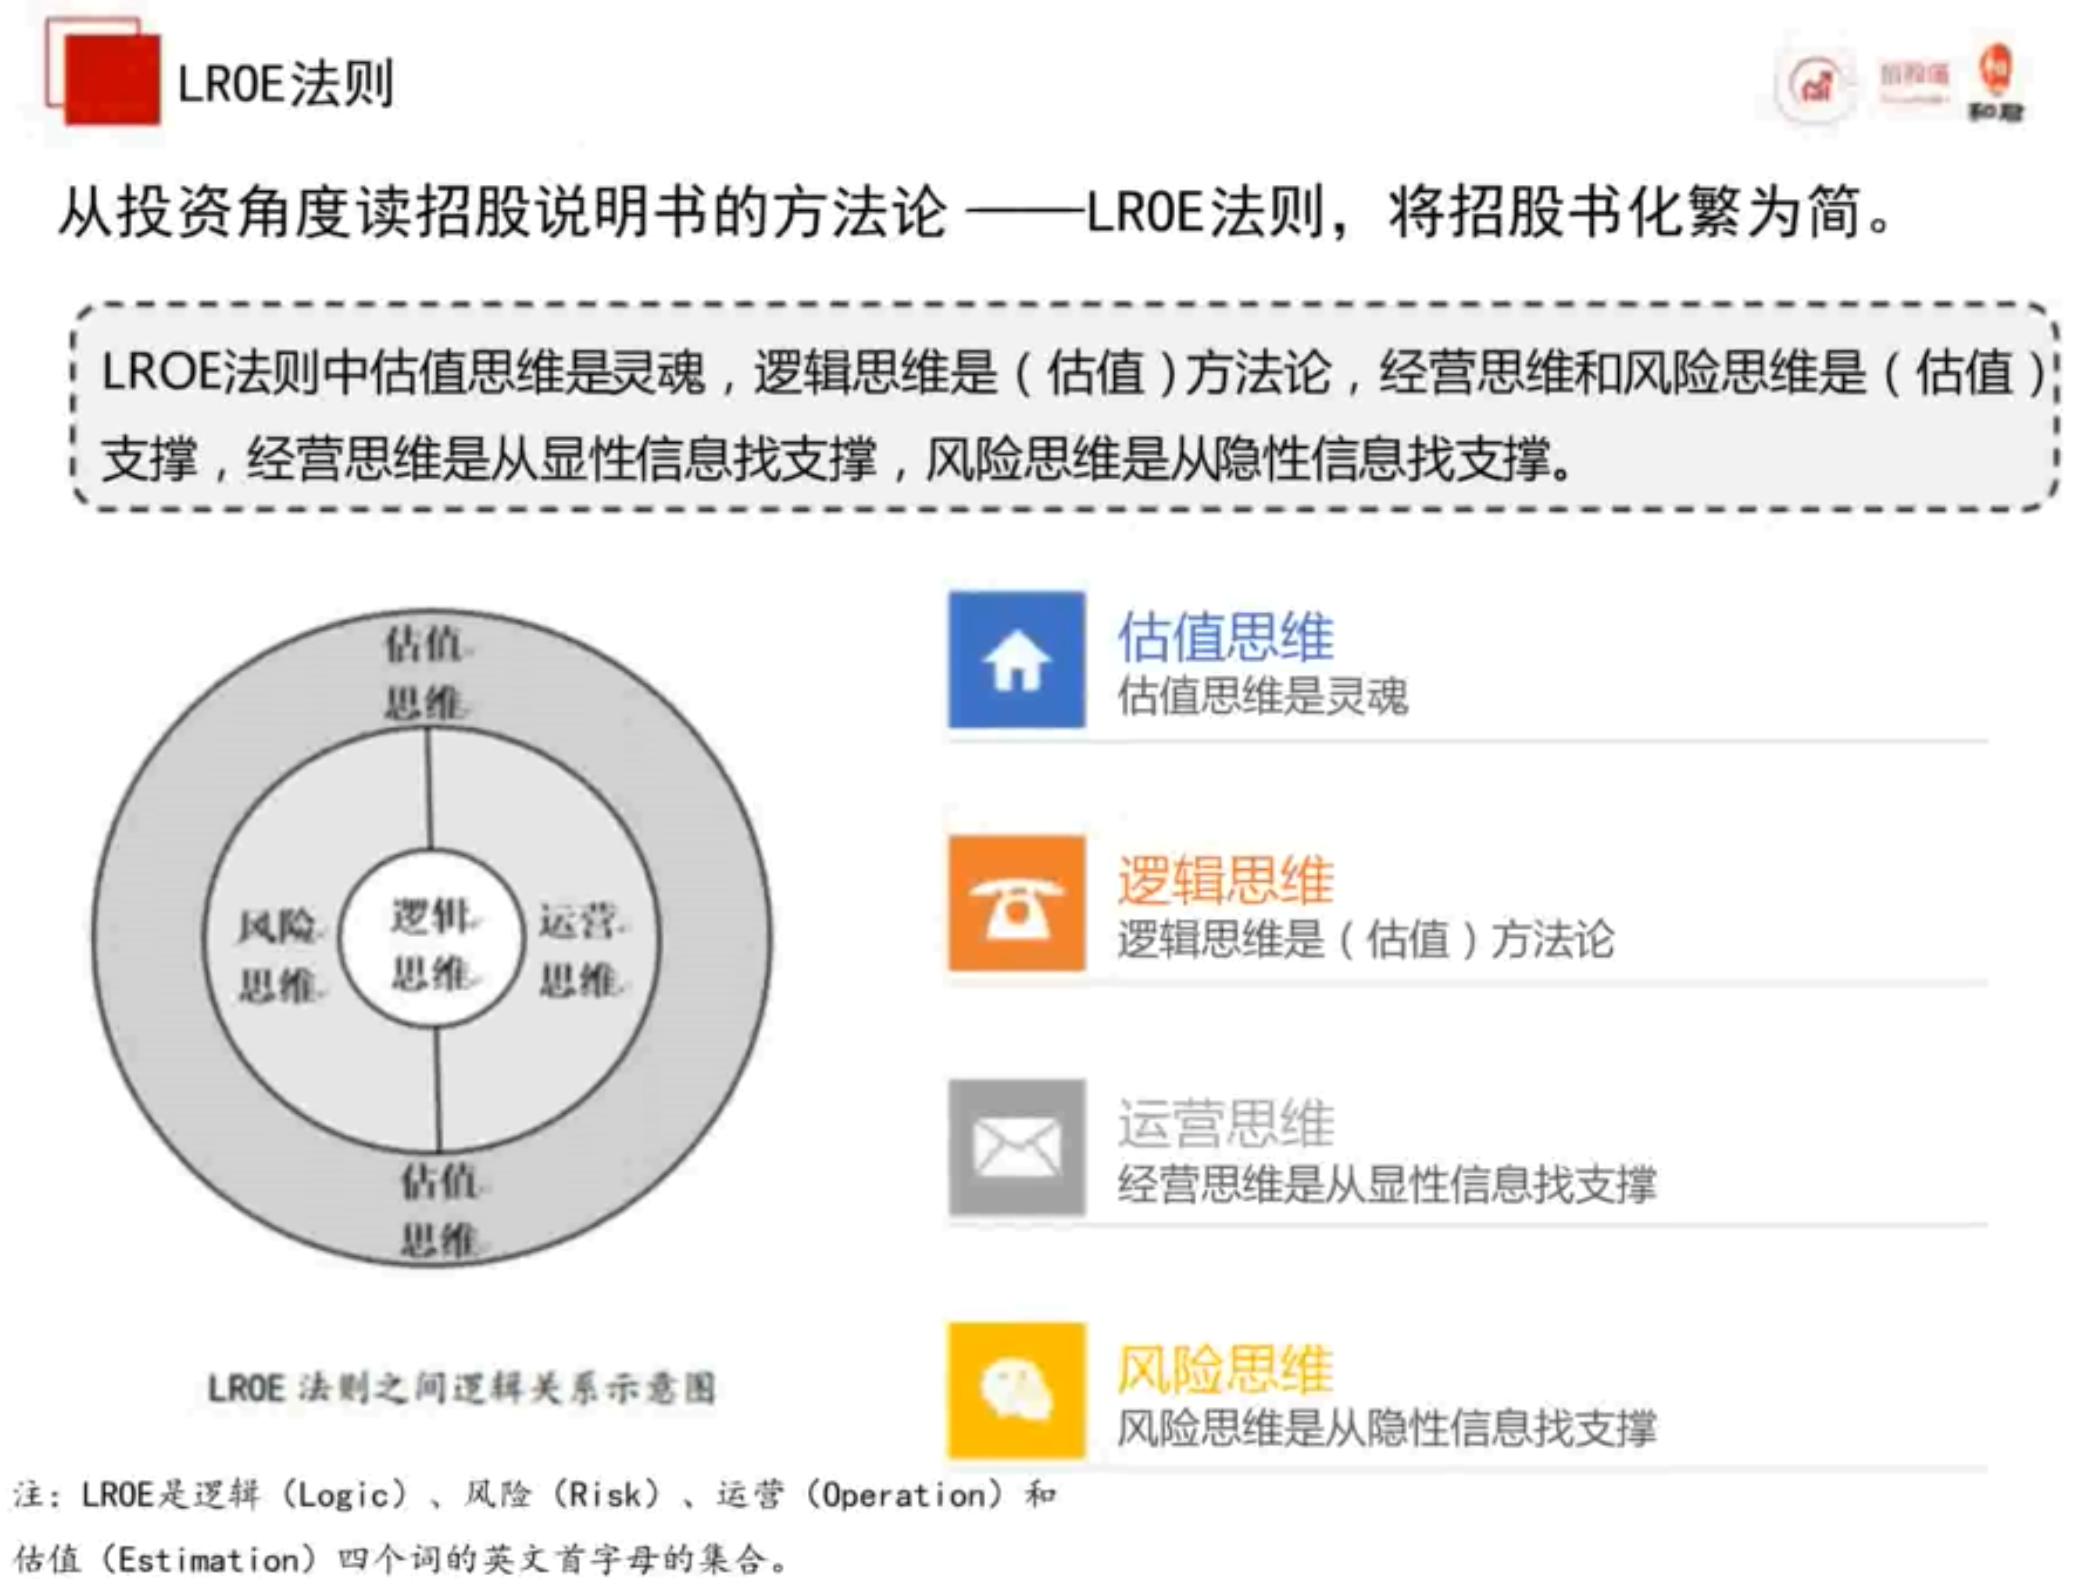 LROE法则
和君
从投资角度读招股说明书的方法论 ——LROE法则，将招股书化繁为简。
LROE法则中估值思维是灵魂，逻辑思维是（估值）方法论，经营思维和风险思维是（估值）
支撑，经营思维是从显性信息找支撑，风险思维是从隐性信息找支撑。
估值
思维
风险
思维
逻辑
思维
运营
思维
估值
思维
LROE 法则之间逻辑关系示意图
估值思维
估值思维是灵魂
逻辑思维
逻辑思维是（估值）方法论
运营思维
经营思维是从显性信息找支撑
风险思维
风险思维是从隐性信息找支撑
注：LROE是逻辑（Logic）、风险（Risk）、运营（Operation）和
估值（Estimation）四个词的英文首字母的集合。